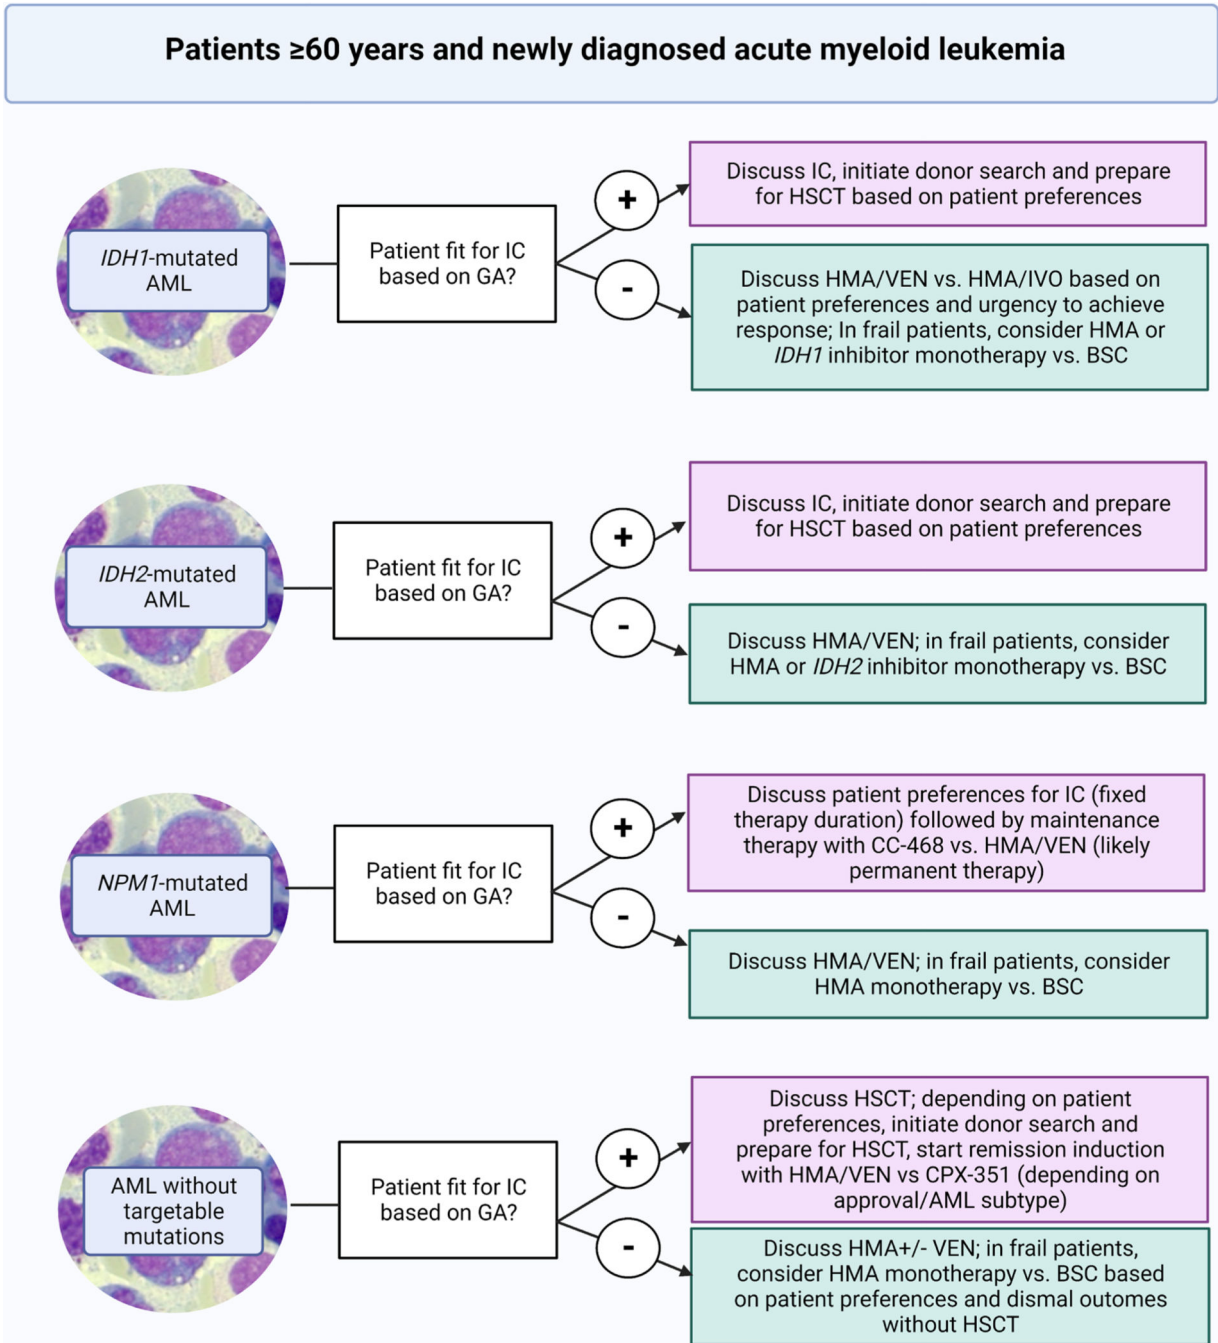 Patients ≥60 years and newly diagnosed acute myeloid leukemia
IDH1-mutated
AML
Patient fit for IC
based on GA?
+
Discuss IC, initiate donor search and prepare
for HSCT based on patient preferences
-
Discuss HMA/VEN vs. HMA/IVO based on
patient preferences and urgency to achieve
response; In frail patients, consider HMA or
IDH1 inhibitor monotherapy vs. BSC
IDH2-mutated
AML
Patient fit for IC
based on GA?
+
Discuss IC, initiate donor search and prepare
for HSCT based on patient preferences
-
Discuss HMA/VEN; in frail patients, consider
HMA or IDH2 inhibitor monotherapy vs. BSC
NPM1-mutated
AML
Patient fit for IC
based on GA?
+
Discuss patient preferences for IC (fixed
therapy duration) followed by maintenance
therapy with CC-468 vs. HMA/VEN (likely
permanent therapy)
-
Discuss HMA/VEN; in frail patients, consider
HMA monotherapy vs. BSC
AML without
targetable
mutations
Patient fit for IC
based on GA?
+
Discuss HSCT; depending on patient
preferences, initiate donor search and
prepare for HSCT, start remission induction
with HMA/VEN vs CPX-351 (depending on
approval/AML subtype)
-
Discuss HMA+/- VEN; in frail patients,
consider HMA monotherapy vs. BSC based
on patient preferences and dismal outcomes
without HSCT